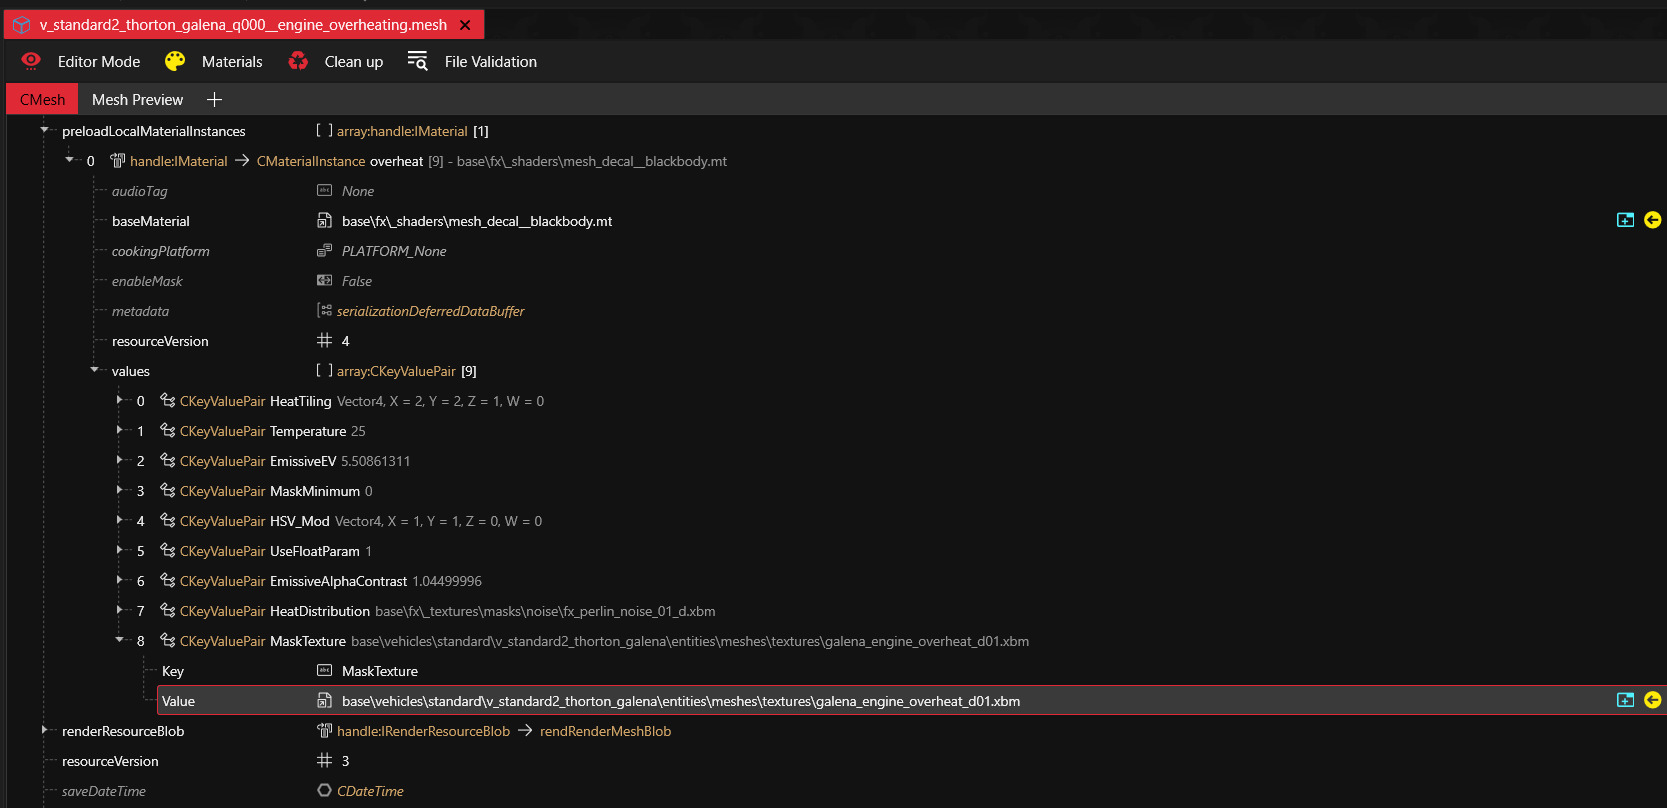 v_standard2_thorton_galena_q000__engine_overheating.mesh
Editor Mode Materials Clean up File Validation
CMesh Mesh Preview
preloadLocalMaterialInstances [ ] array:handle:IMaterial [1]
0 handle:IMaterial → CMaterialInstance overheat [9] - base\fx\_shaders\mesh_decal__blackbody.mt
audioTag abc None
baseMaterial base\fx\_shaders\mesh_decal__blackbody.mt
cookingPlatform PLATFORM_None
enableMask False
metadata serializationDeferredDataBuffer
resourceVersion 4
values [ ] array:CKeyValuePair [9]
0 CKeyValuePair HeatTiling Vector4, X = 2, Y = 2, Z = 1, W = 0
1 CKeyValuePair Temperature 25
2 CKeyValuePair EmissiveEV 5.50861311
3 CKeyValuePair MaskMinimum 0
4 CKeyValuePair HSV_Mod Vector4, X = 1, Y = 1, Z = 0, W = 0
5 CKeyValuePair UseFloatParam 1
6 CKeyValuePair EmissiveAlphaContrast 1.04499996
7 CKeyValuePair HeatDistribution base\fx\_textures\masks\noise\fx_perlin_noise_01_d.xbm
8 CKeyValuePair MaskTexture base\vehicles\standard\v_standard2_thorton_galena\entities\meshes\textures\galena_engine_overheat_d01.xbm
Key abc MaskTexture
Value base\vehicles\standard\v_standard2_thorton_galena\entities\meshes\textures\galena_engine_overheat_d01.xbm
renderResourceBlob handle:IRenderResourceBlob → rendRenderMeshBlob
resourceVersion 3
saveDateTime CDateTime